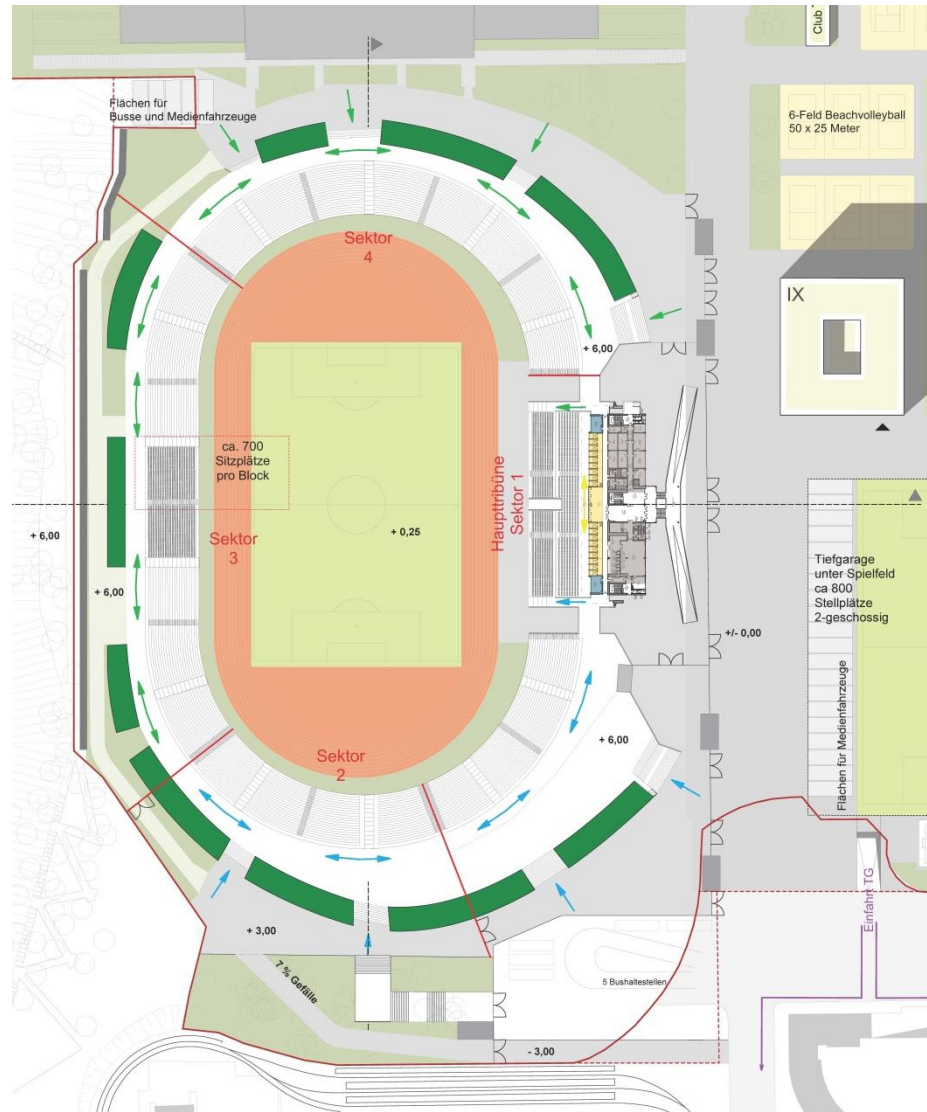 Club
Flächen für
Busse und Medienfahrzeuge
6-Feld Beachvolleyball
50 x 25 Meter
Sektor
4
IX
+ 6,00
ca. 700
Sitzplätze
pro Block
Haupttribüne
Sektor 1
+ 6,00
+ 0,25
Sektor
3
+ 6,00
Tiefgarage
unter Spielfeld
ca 800
Stellplätze
2-geschossig
+/- 0,00
Flächen für Medienfahrzeuge
+ 6,00
Sektor
2
Einfahrt TG
+ 3,00
7 % Gefälle
5 Bushaltestellen
- 3,00